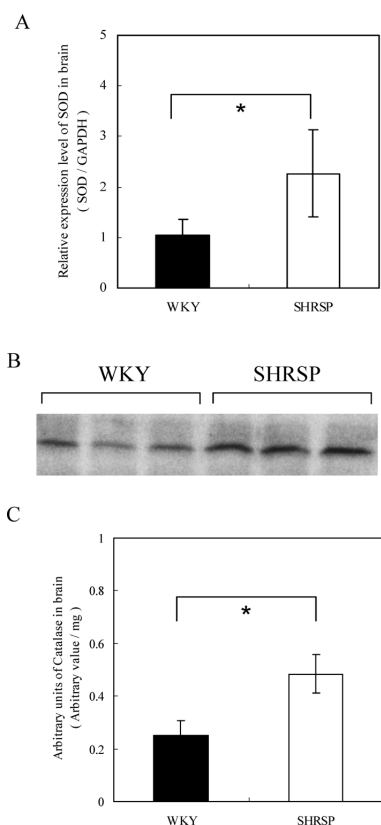 A
Relative expression level of SOD in brain
( SOD / GAPDH )
5
4
3
2
1
0
*
WKY
SHRSP
B
WKY
SHRSP
C
Arbitrary units of Catalase in brain
( Arbitrary value / mg )
1
0.8
0.6
0.4
0.2
0
*
WKY
SHRSP